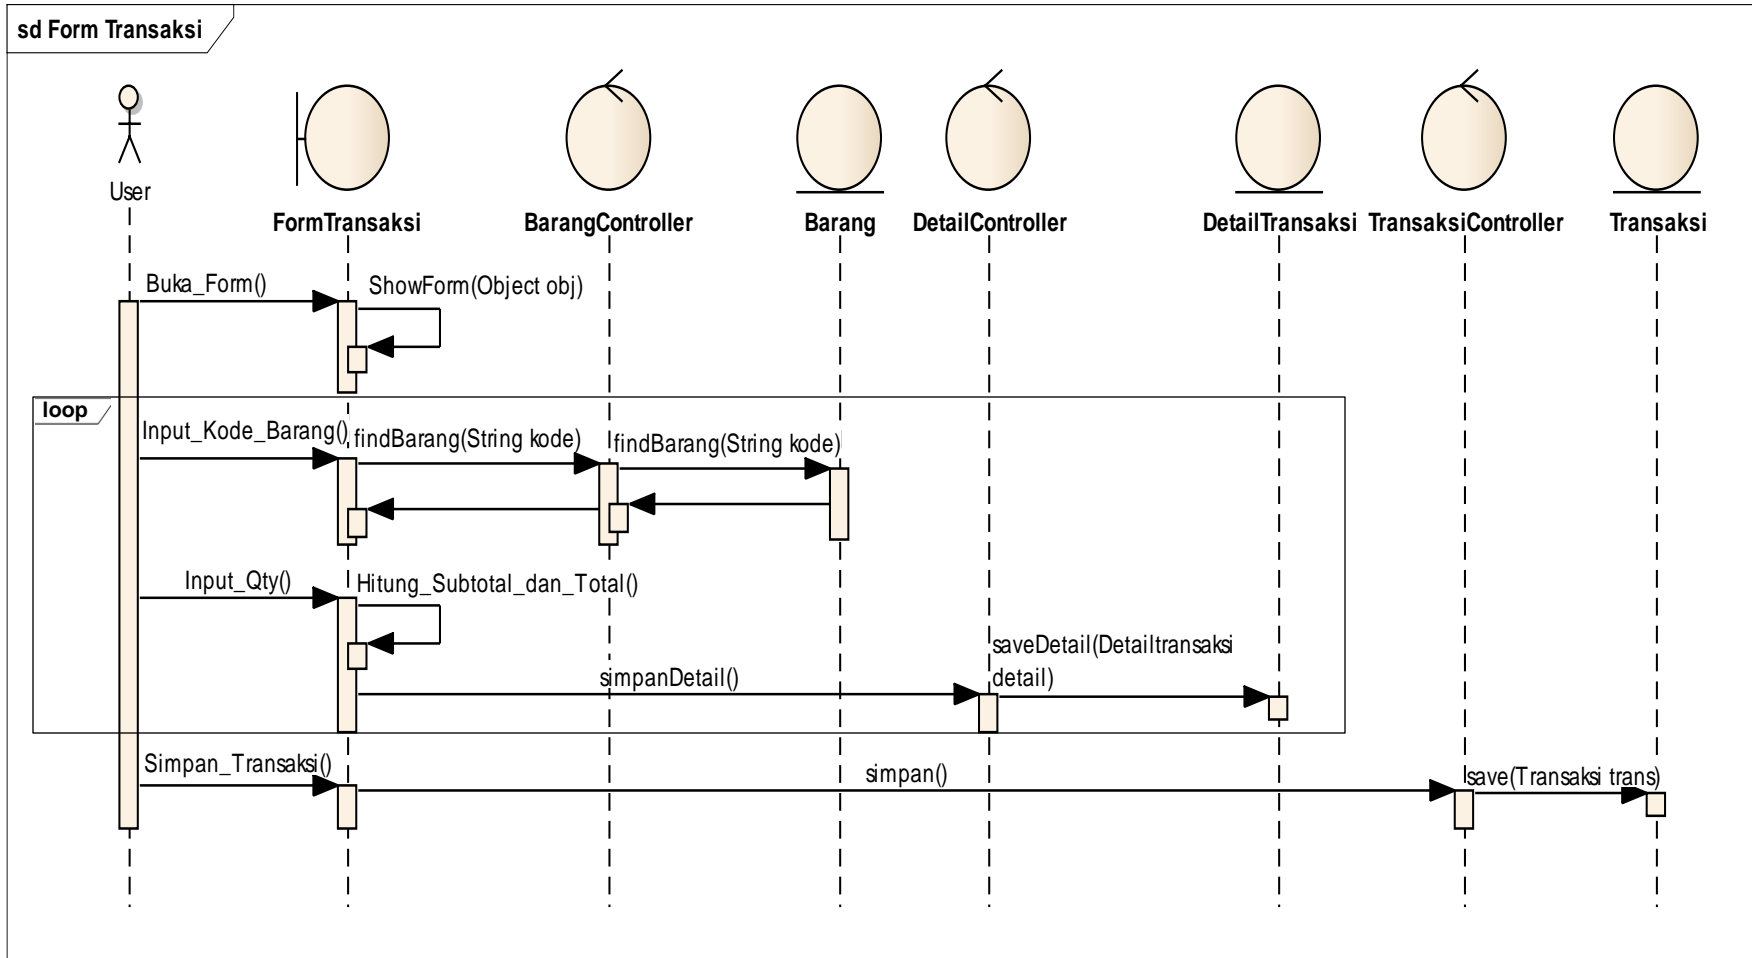 sd Form Transaksi
User
FormTransaksi
BarangController
Barang
DetailController
DetailTransaksi
TransaksiController
Transaksi
Buka_Form()
ShowForm(Object obj)
loop
Input_Kode_Barang()
findBarang(String kode)
findBarang(String kode)
Input_Qty()
Hitung_Subtotal_dan_Total()
simpanDetail()
saveDetail(Detailtransaksi
detail)
Simpan_Transaksi()
simpan()
save(Transaksi trans)